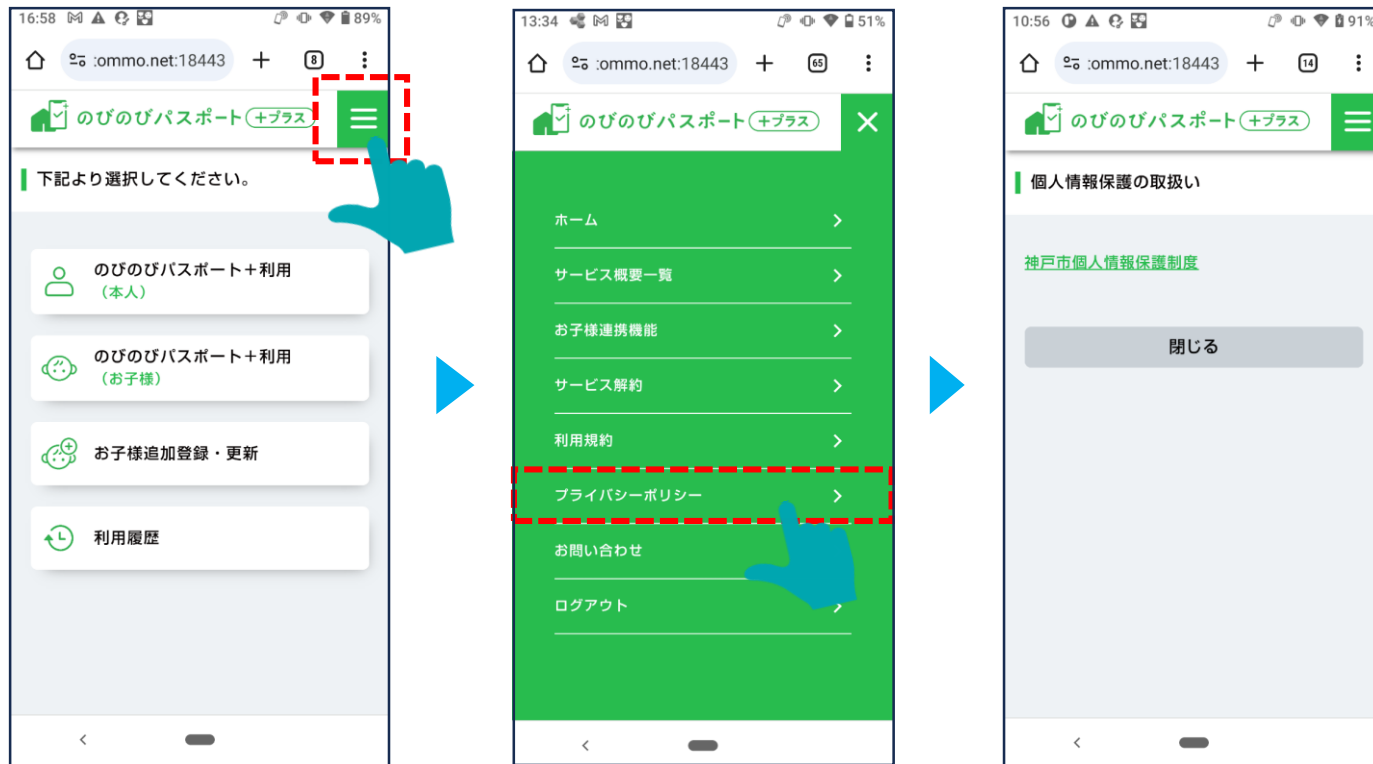 16:58
89%
:ommo.net:18443
8
のびのびパスポート +プラス
下記より選択してください。
のびのびパスポート+利用
(本人)
のびのびパスポート+利用
(お子様)
お子様追加登録・更新
利用履歴
13:34
51%
:ommo.net:18443
65
のびのびパスポート +プラス
ホーム
サービス概要一覧
お子様連携機能
サービス解約
利用規約
プライバシーポリシー
お問い合わせ
ログアウト
10:56
91%
:ommo.net:18443
14
のびのびパスポート +プラス
個人情報保護の取扱い
神戸市個人情報保護制度
閉じる